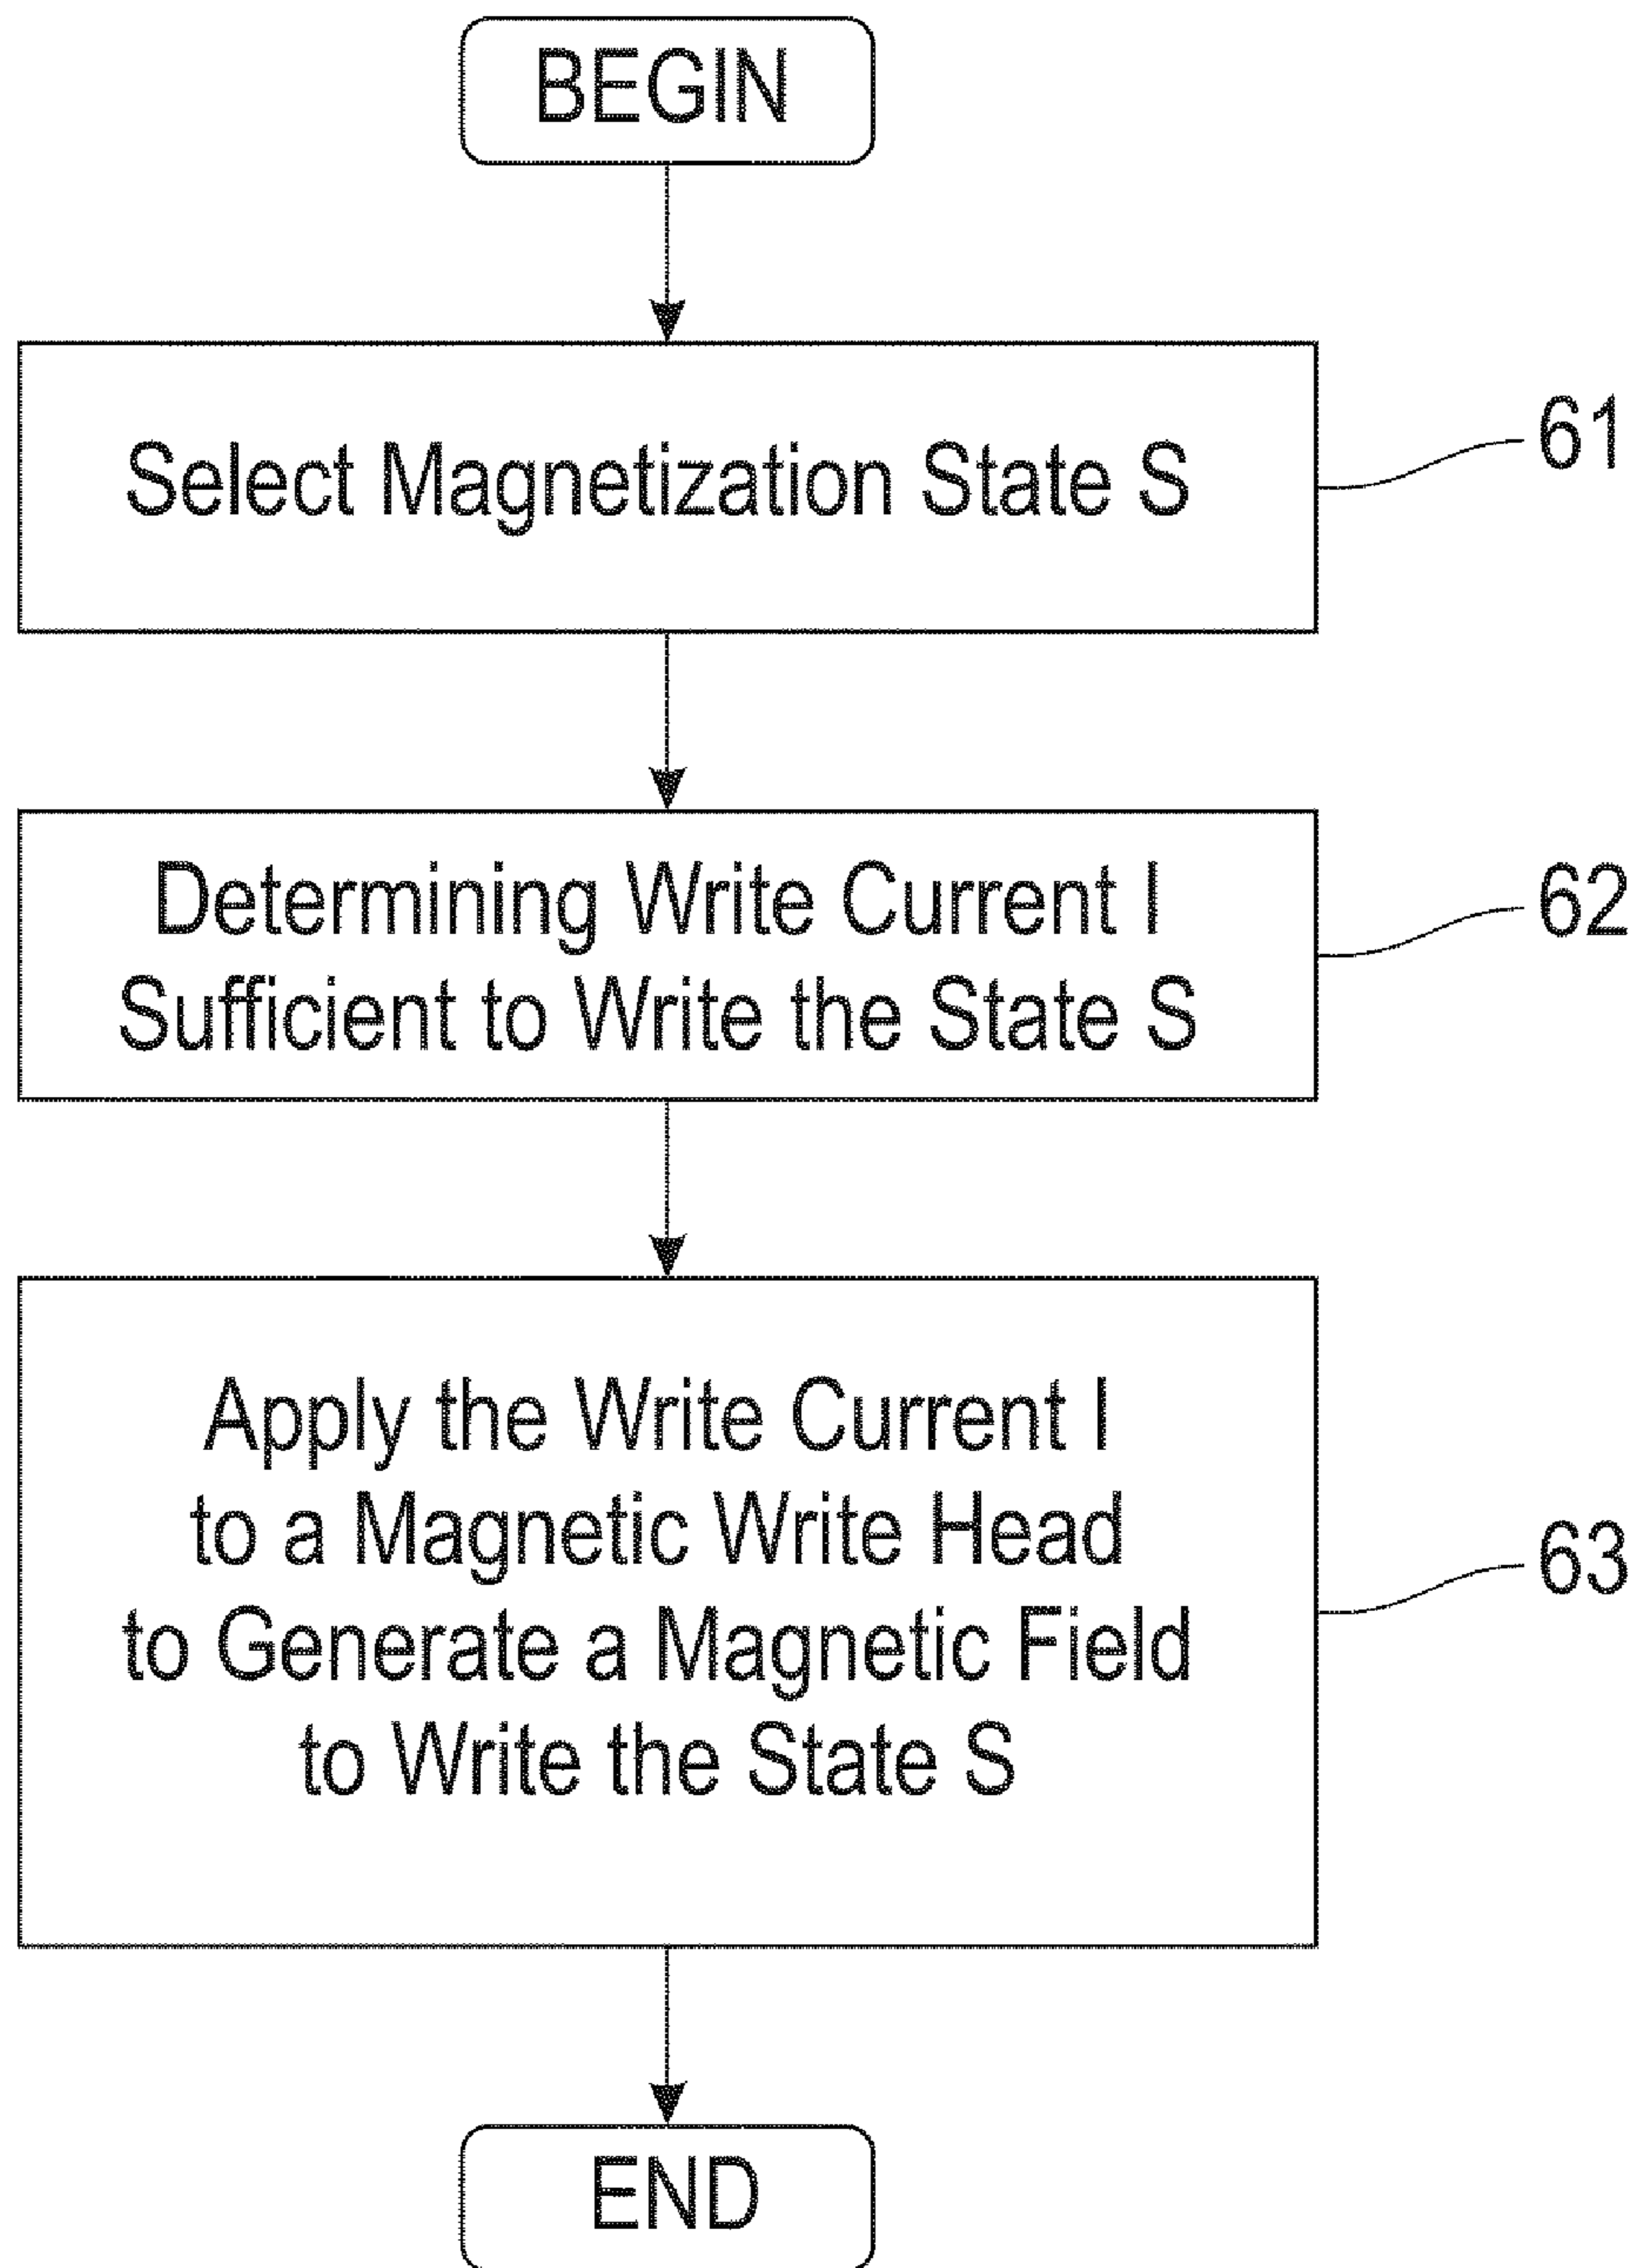 BEGIN
Select Magnetization State S
61
Determining Write Current I
Sufficient to Write the State S
62
Apply the Write Current I
to a Magnetic Write Head
to Generate a Magnetic Field
to Write the State S
63
END